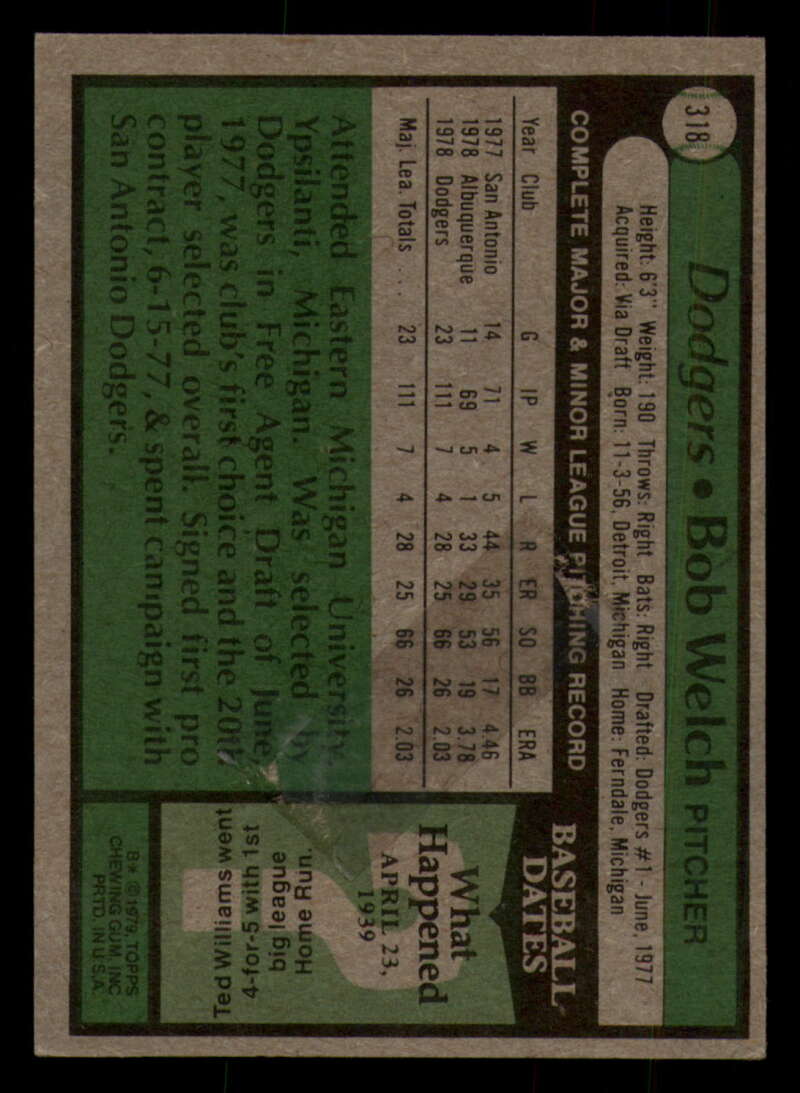 318
Dodgers • Bob Welch PITCHER
Height: 6'3" Weight: 190 Throws: Right Bats: Right Drafted: Dodgers #1 - June, 1977
Acquired: Via Draft Born: 11-3-56, Detroit, Michigan Home: Ferndale, Michigan
COMPLETE MAJOR & MINOR LEAGUE PITCHING RECORD
Year Club G IP W L R ER SO BB ERA
1977 San Antonio 14 71 4 5 44 35 56 17 4.46
1978 Albuquerque 11 69 5 1 33 29 53 19 3.78
1978 Dodgers 23 111 7 4 28 25 66 26 2.03
Maj. Lea. Totals . . . 23 111 7 4 28 25 66 26 2.03
Attended Eastern Michigan University,
Ypsilanti, Michigan. Was selected by
Dodgers in Free Agent Draft of June,
1977, was club's first choice and the 20th
player selected overall. Signed first pro
contract, 6-15-77, & spent campaign with
San Antonio Dodgers.
BASEBALL
DATES
What
Happened
APRIL 23,
1939
Ted Williams went
4-for-5 with 1st
big league
Home Run.
B* © 1979, TOPPS
CHEWING GUM, INC
PRTD. IN U.S.A.